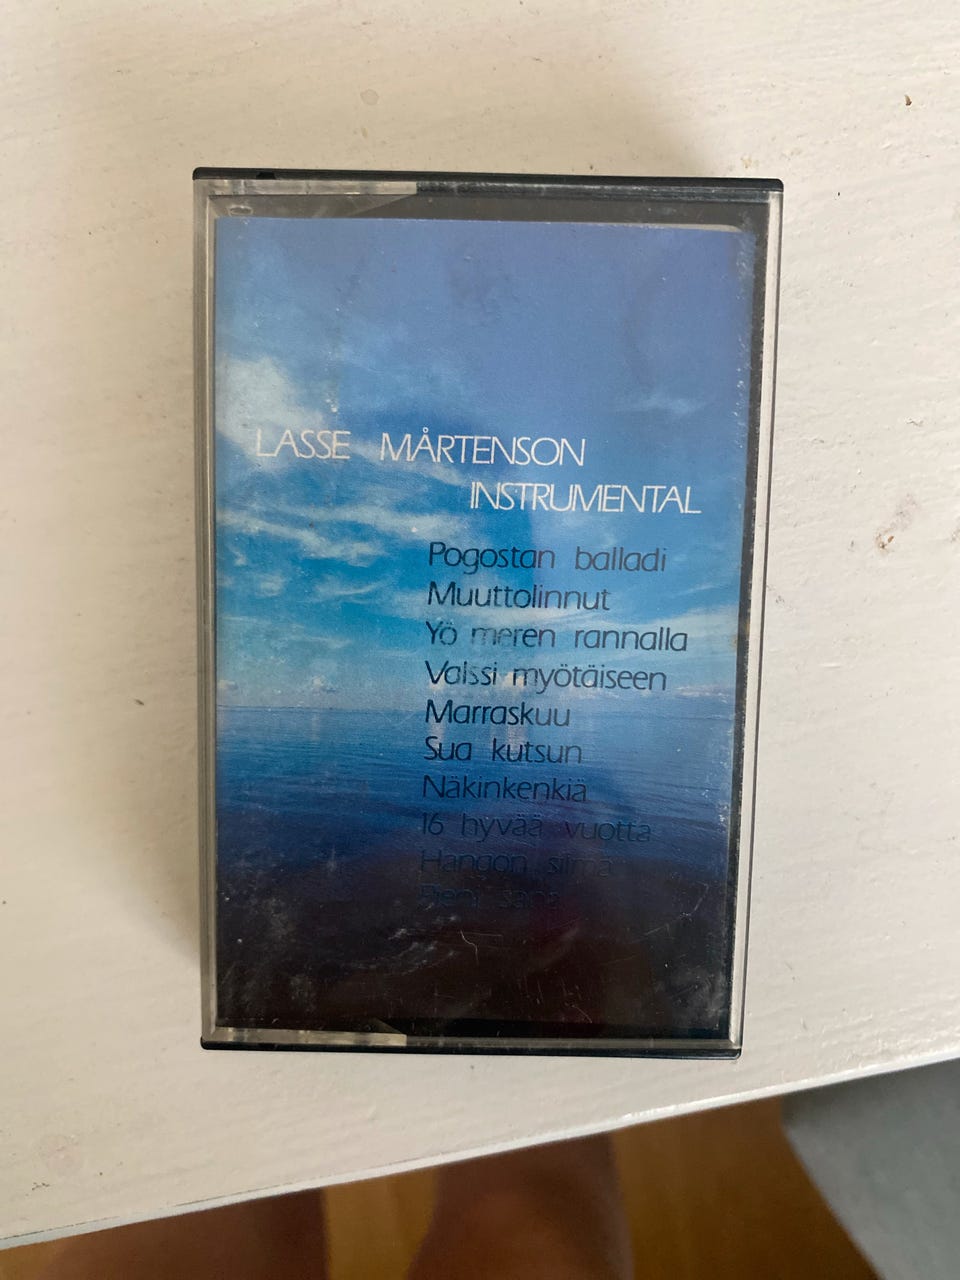 LASSE MÅRTENSON
INSTRUMENTAL
Pogostan balladi
Muuttolinnut
Yö meren rannalla
Valssi myötäiseen
Marraskuu
Sua kutsun
Näkinkenkiä
16 hyvää vuotta
Hangon silmä
Pieni sana